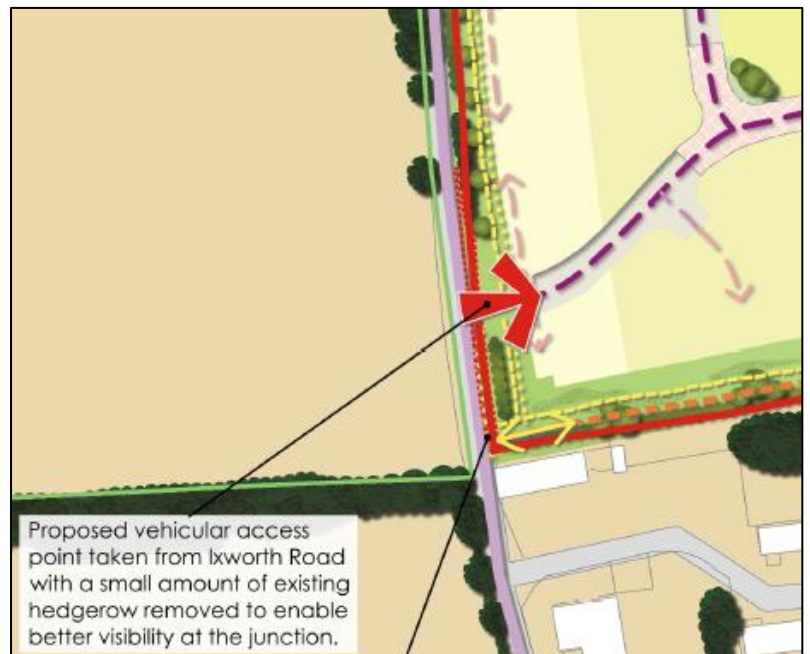 Proposed vehicular access
point taken from Ixworth Road
with a small amount of existing
hedgerow removed to enable
better visibility at the junction.